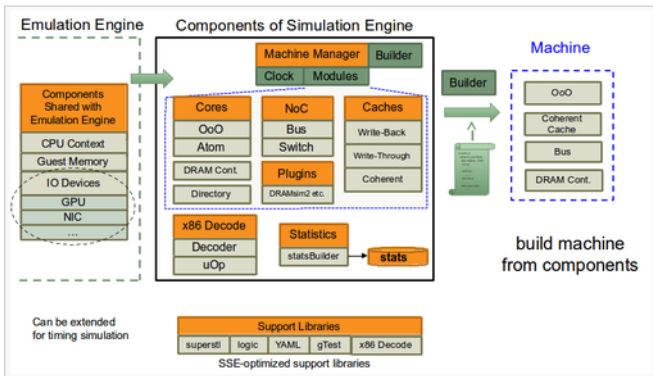 Emulation Engine
Components of Simulation Engine
Machine Manager
Builder
Clock
Modules
Components
Shared with
Emulation Engine
CPU Context
Guest Memory
IO Devices
GPU
NIC
...
Cores
OoO
Atom
DRAM Cont.
Directory
NoC
Bus
Switch
Plugins
DRAMsim2 etc.
Caches
Write-Back
Write-Through
Coherent
x86 Decode
Decoder
uOp
Statistics
statsBuilder
stats
Builder
Machine
OoO
Coherent
Cache
Bus
DRAM Cont.
build machine
from components
Can be extended
for timing simulation
Support Libraries
superstl
logic
YAML
gTest
x86 Decode
SSE-optimized support libraries